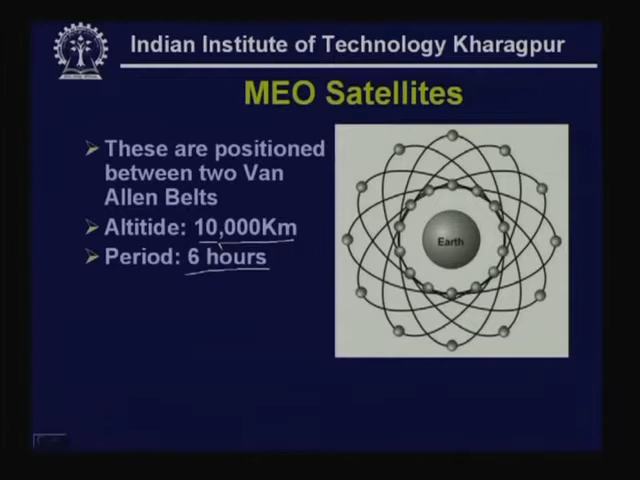 Indian Institute of Technology Kharagpur
MEO Satellites
These are positioned
between two Van
Allen Belts
Altitide: 10,000Km
Period: 6 hours
Earth